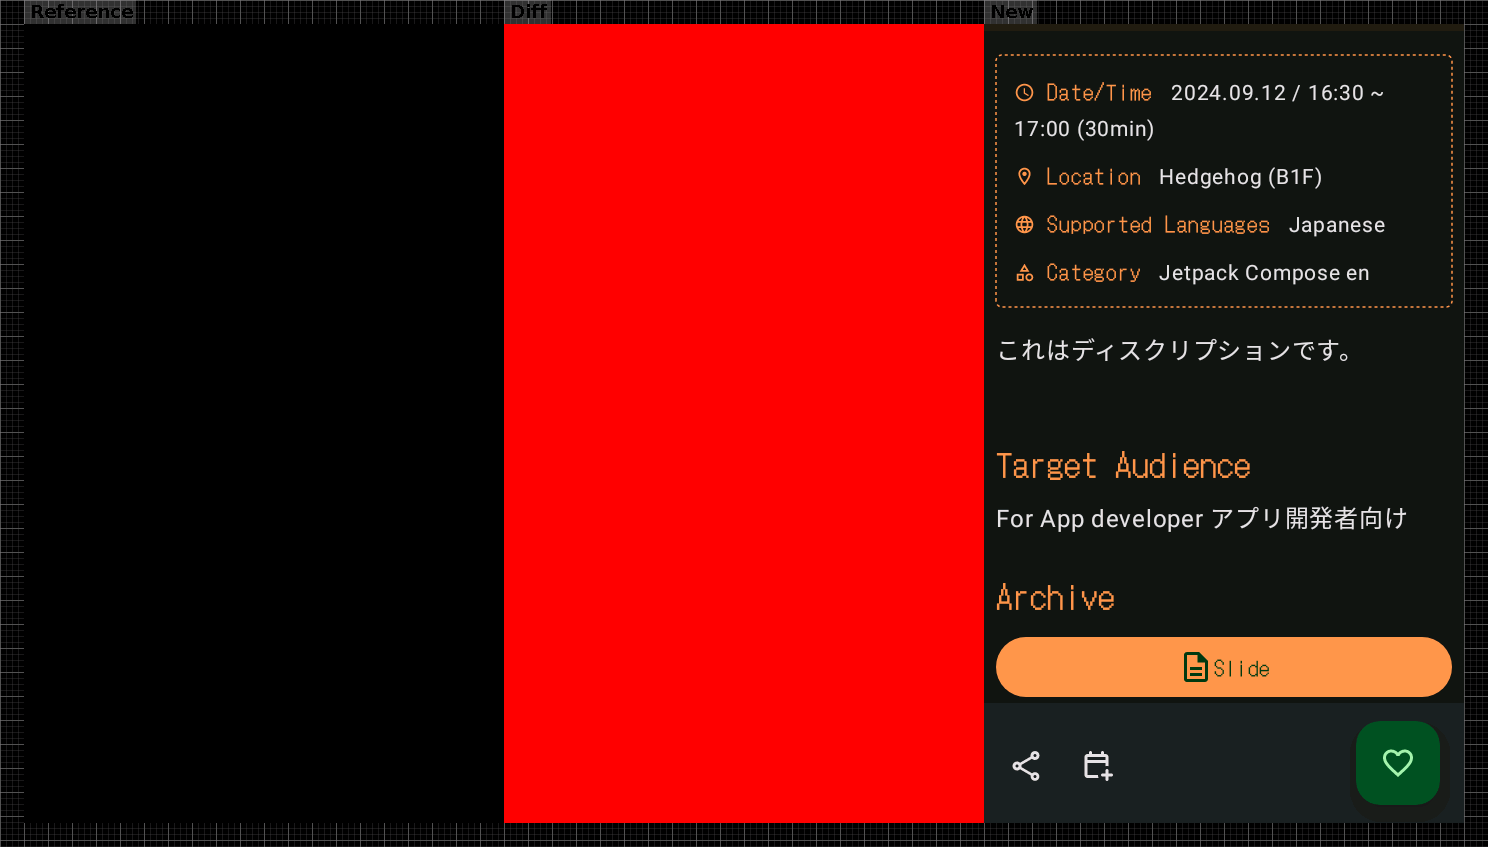 Reference
Diff
New
Date/Time 2024.09.12 / 16:30 ~
17:00 (30min)
Location Hedgehog (B1F)
Supported Languages Japanese
Category Jetpack Compose en
これはディスクリプションです。
Target Audience
For App developer アプリ開発者向け
Archive
Slide